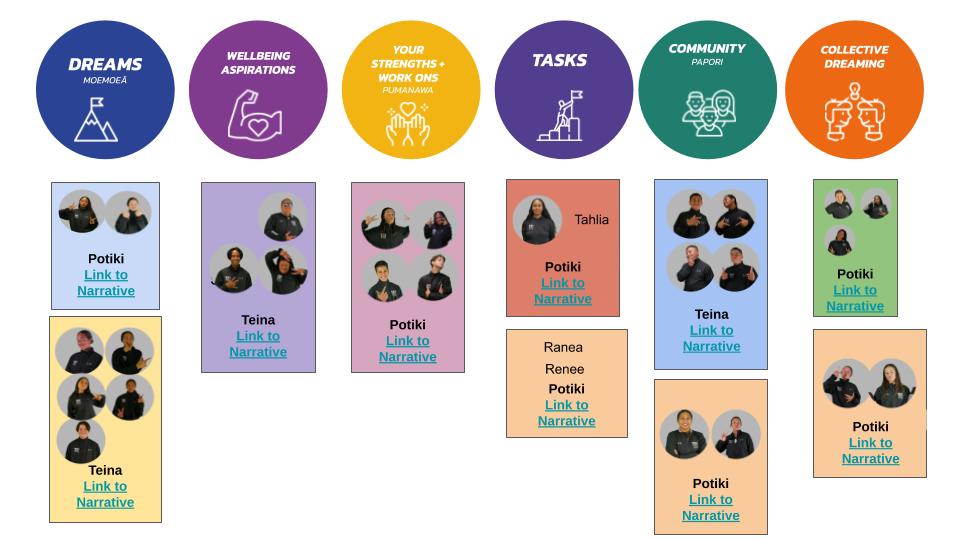 DREAMS
MOEMOEĀ
WELLBEING
ASPIRATIONS
YOUR
STRENGTHS +
WORK ONS
PUMANAWA
TASKS
COMMUNITY
PAPORI
COLLECTIVE
DREAMING
Potiki
Link to
Narrative
Teina
Link to
Narrative
Teina
Link to
Narrative
Potiki
Link to
Narrative
Tahlia
Potiki
Link to
Narrative
Ranea
Renee
Potiki
Link to
Narrative
Teina
Link to
Narrative
Potiki
Link to
Narrative
Potiki
Link to
Narrative
Potiki
Link to
Narrative